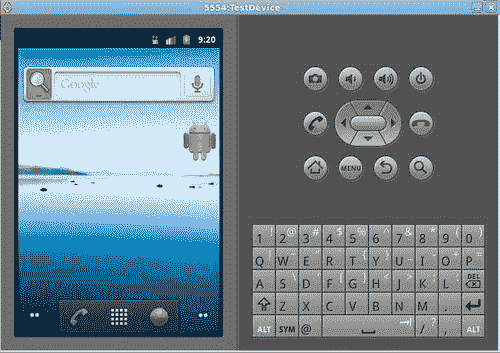 5554:TestDevice
9:20
Google
MENU
1 ! 2 @ 3 # 4 $ 5 % 6 ^ 7 & 8 * 9 ( 0 )
Q W E R T Y U I O P
A S D F G H J K L DEL
Z X C V B N M .
ALT SYM @ / ? , ALT